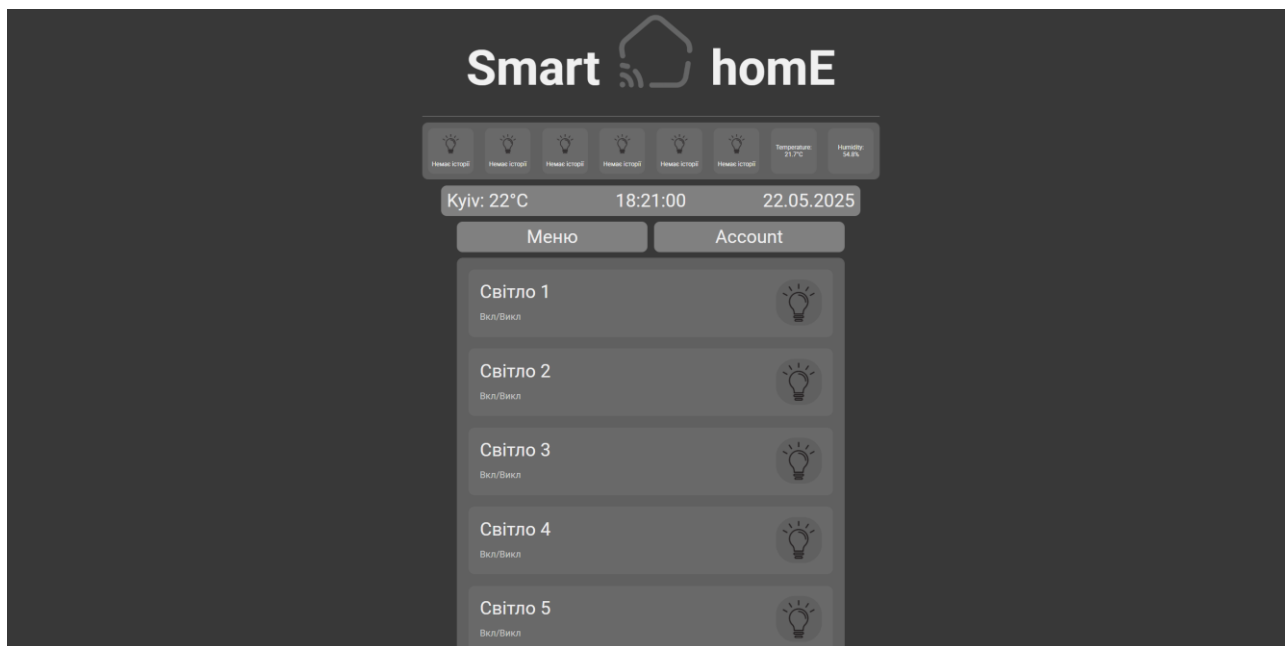 Smart homE
Немає історії Немає історії Немає історії Немає історії Немає історії Немає історії Temperature: 21.7°C Humidity: 54.8%
Kyiv: 22°C 18:21:00 22.05.2025
Меню Account
Світло 1
Вкл/Викл
Світло 2
Вкл/Викл
Світло 3
Вкл/Викл
Світло 4
Вкл/Викл
Світло 5
Вкл/Викл